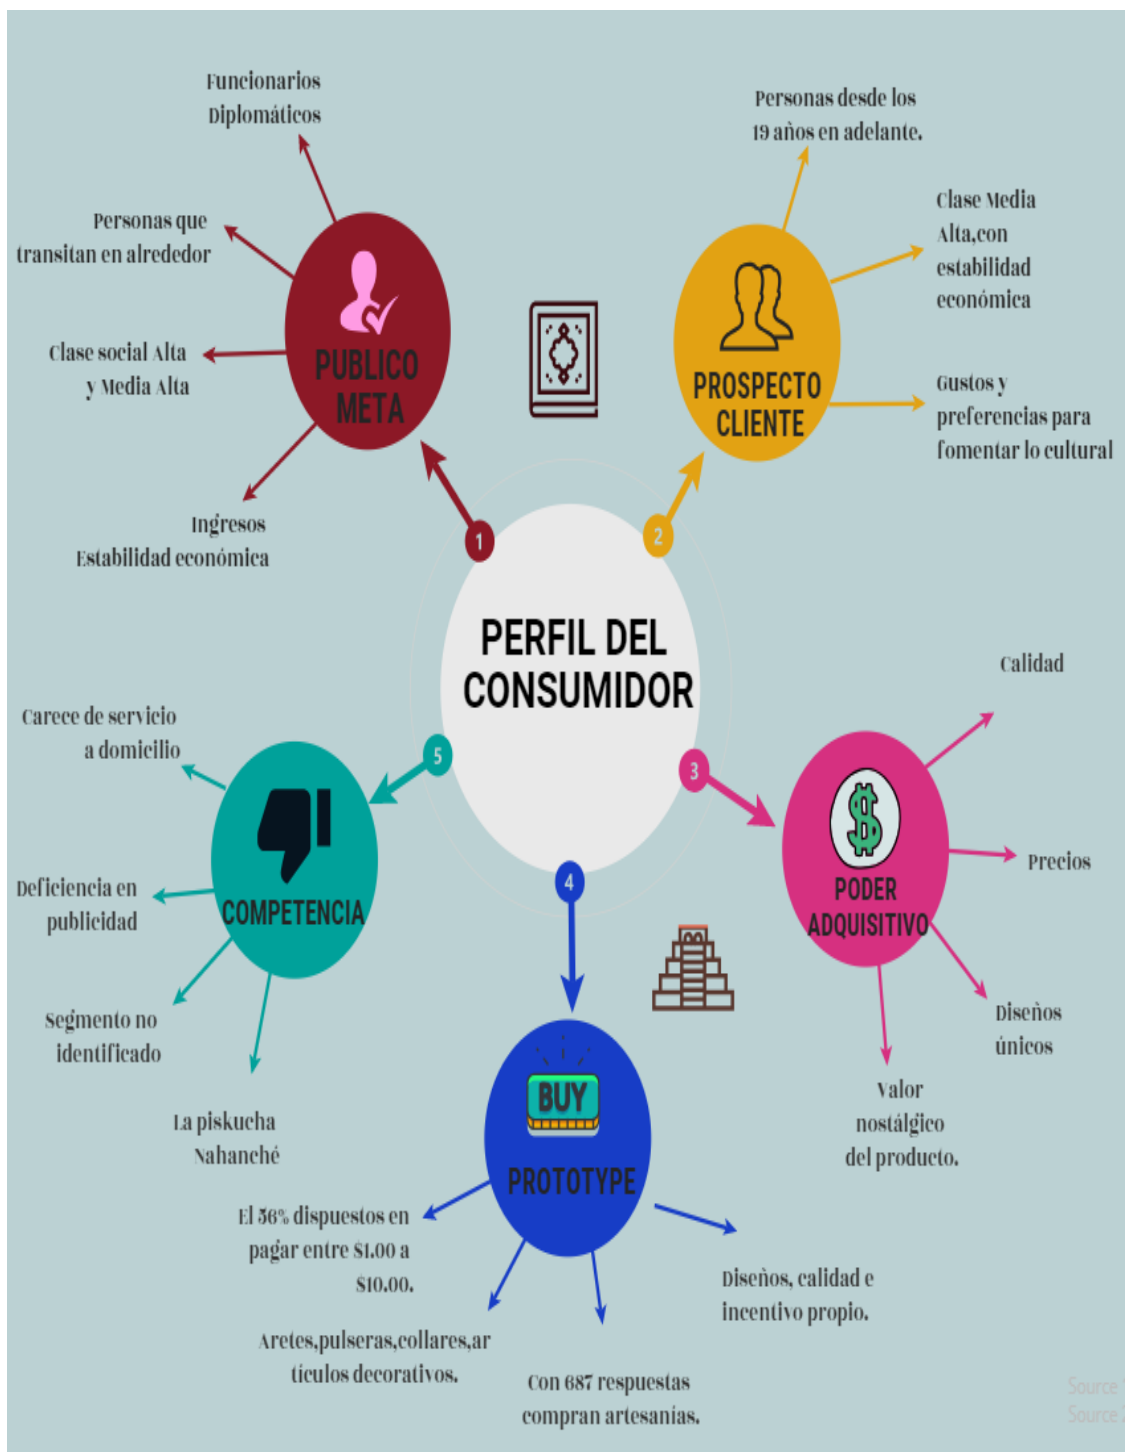 Funcionarios
Diplomáticos
Personas que
transitan en alrededor
Clase social Alta
y Media Alta
Ingresos
Estabilidad económica
PUBLICO
META
1
Personas desde los
19 años en adelante.
Clase Media
Alta,con
estabilidad
económica
Gustos y
preferencias para
fomentar lo cultural
PROSPECTO
CLIENTE
2
PERFIL DEL
CONSUMIDOR
3
PODER
ADQUISITIVO
Calidad
Precios
Diseños
únicos
Valor
nostálgico
del producto.
4
BUY
PROTOTYPE
El 56% dispuestos en
pagar entre $1.00 a
$10.00.
Aretes,pulseras,collares,ar
tículos decorativos.
Con 687 respuestas
compran artesanías.
Diseños, calidad e
incentivo propio.
5
COMPETENCIA
Carece de servicio
a domicilio
Deficiencia en
publicidad
Segmento no
identificado
La piskucha
Nahanché
Source
Source